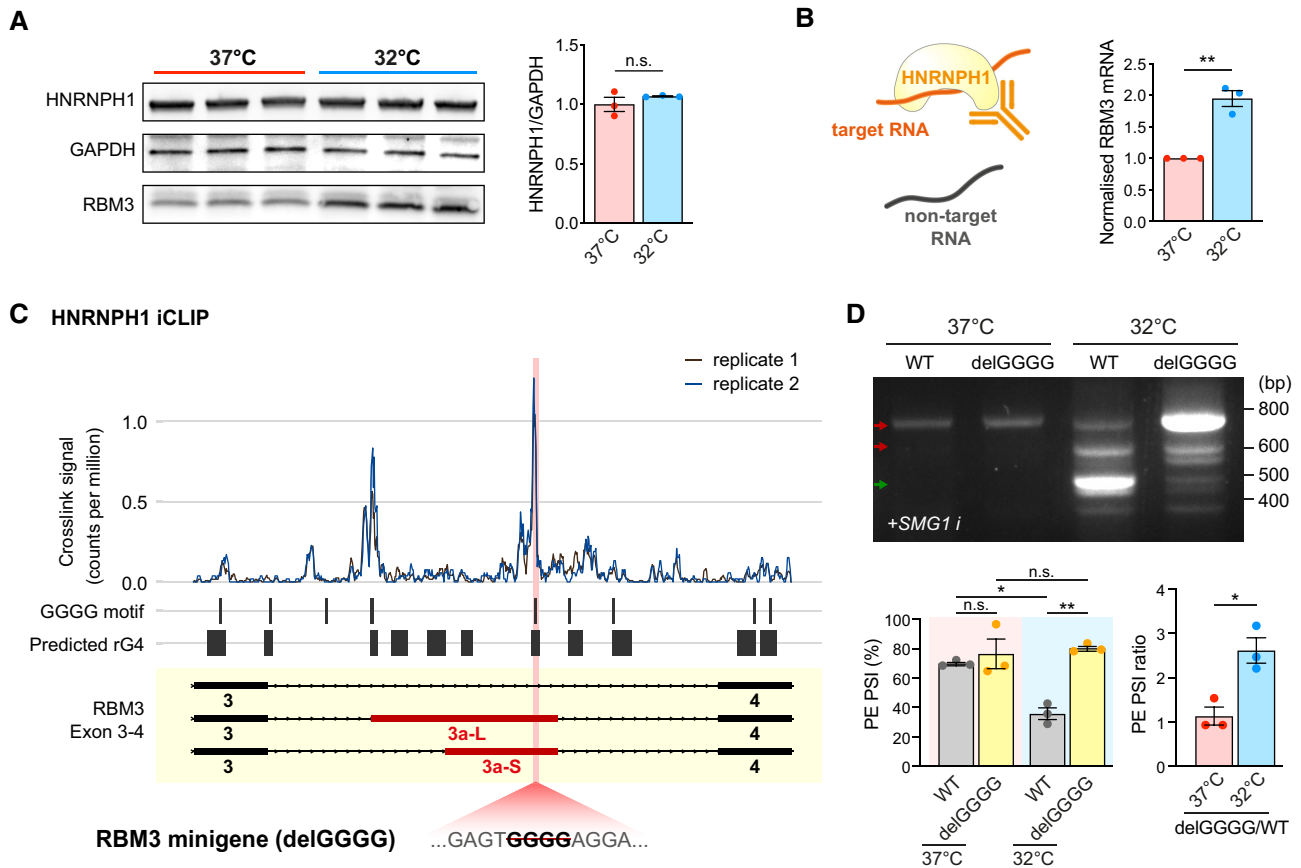 A
37°C 32°C
HNRNPH1
GAPDH
RBM3
HNRNPH1/GAPDH
1.5
1.0
0.5
0.0
n.s.
37°C 32°C
B
HNRNPH1
target RNA
non-target
RNA
Normalised RBM3 mRNA
2.5
2.0
1.5
1.0
0.5
0.0
**
37°C 32°C
C HNRNPH1 iCLIP
replicate 1
replicate 2
Crosslink signal
(counts per million)
1.0
0.5
0.0
GGGG motif
Predicted rG4
RBM3
Exon 3-4
3 4
3 3a-L 4
3 3a-S 4
RBM3 minigene (delGGGG) ...GAGTGGGGAGGA...
D
37°C 32°C
WT delGGGG WT delGGGG
(bp)
800
600
500
400
+SMG1 i
PE PSI (%)
100
80
60
40
20
0
n.s.
*
n.s.
**
WT delGGGG WT delGGGG
37°C 32°C
PE PSI ratio
4
3
2
1
0
*
37°C 32°C
delGGGG/WT